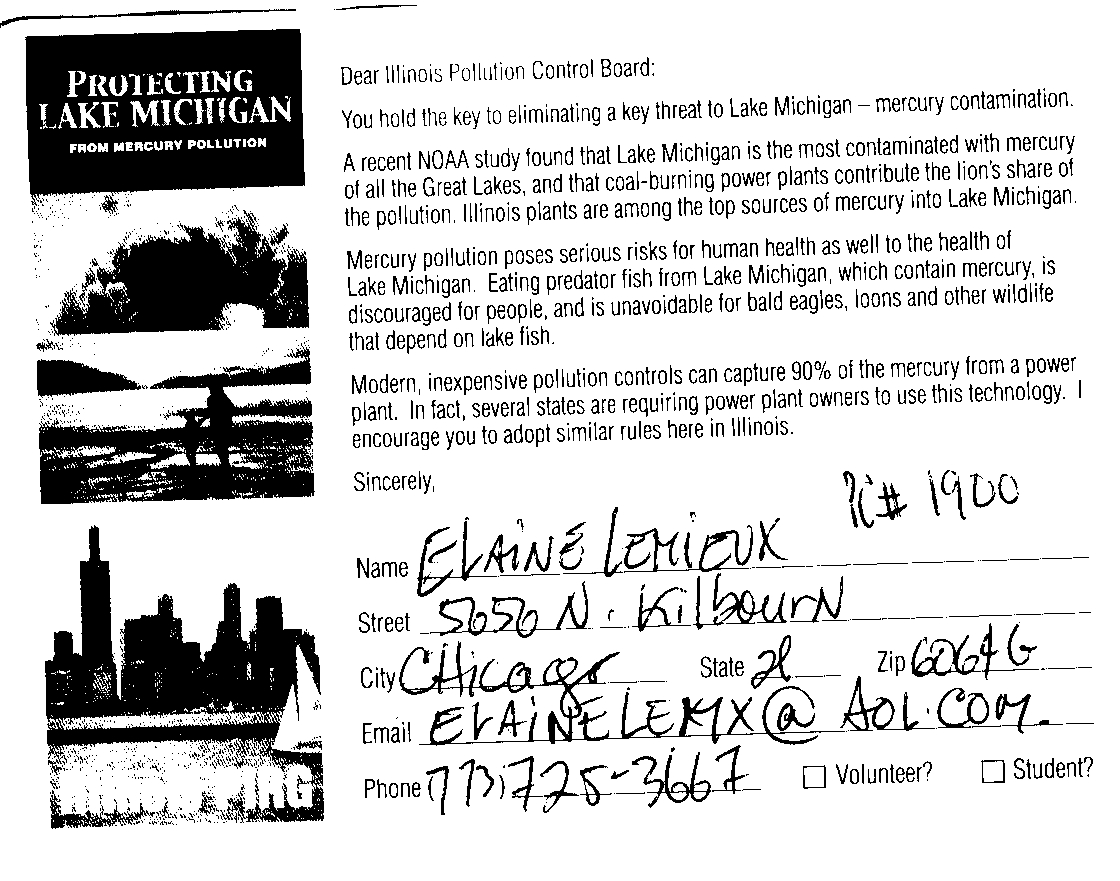 PROTECTING
LAKE MICHIGAN
FROM MERCURY POLLUTION
Dear Illinois Pollution Control Board:
You hold the key to eliminating a key threat to Lake Michigan – mercury contamination.
A recent NOAA study found that Lake Michigan is the most contaminated with mercury
of all the Great Lakes, and that coal-burning power plants contribute the lion's share of
the pollution. Illinois plants are among the top sources of mercury into Lake Michigan.
Mercury pollution poses serious risks for human health as well to the health of
Lake Michigan. Eating predator fish from Lake Michigan, which contain mercury, is
discouraged for people, and is unavoidable for bald eagles, loons and other wildlife
that depend on lake fish.
Modern, inexpensive pollution controls can capture 90% of the mercury from a power
plant. In fact, several states are requiring power plant owners to use this technology. I
encourage you to adopt similar rules here in Illinois.
Sincerely,
# 1900
Name ELAINE LEMIEUX
Street 5656 N. Kilbourn
City CHicago State Il Zip 60646
Email ELAINELEMX@AOL.COM
Phone 773) 725-3667 Volunteer? Student?
PIRG